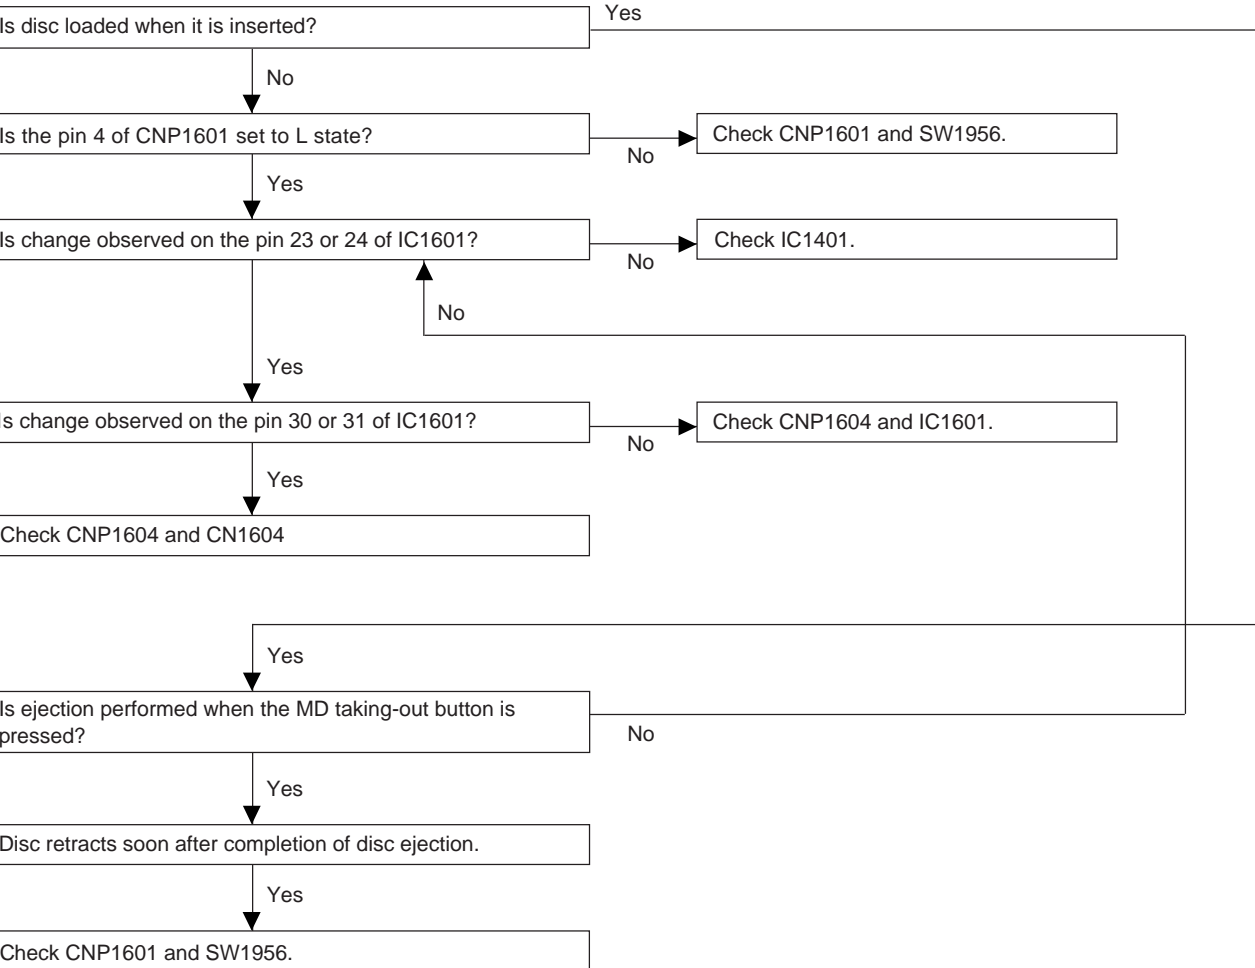 Is disc loaded when it is inserted?
Yes
No
Is the pin 4 of CNP1601 set to L state?
No
Check CNP1601 and SW1956.
Yes
Is change observed on the pin 23 or 24 of IC1601?
No
Check IC1401.
No
Yes
Is change observed on the pin 30 or 31 of IC1601?
No
Check CNP1604 and IC1601.
Yes
Check CNP1604 and CN1604
Yes
Is ejection performed when the MD taking-out button is
pressed?
No
Yes
Disc retracts soon after completion of disc ejection.
Yes
Check CNP1601 and SW1956.